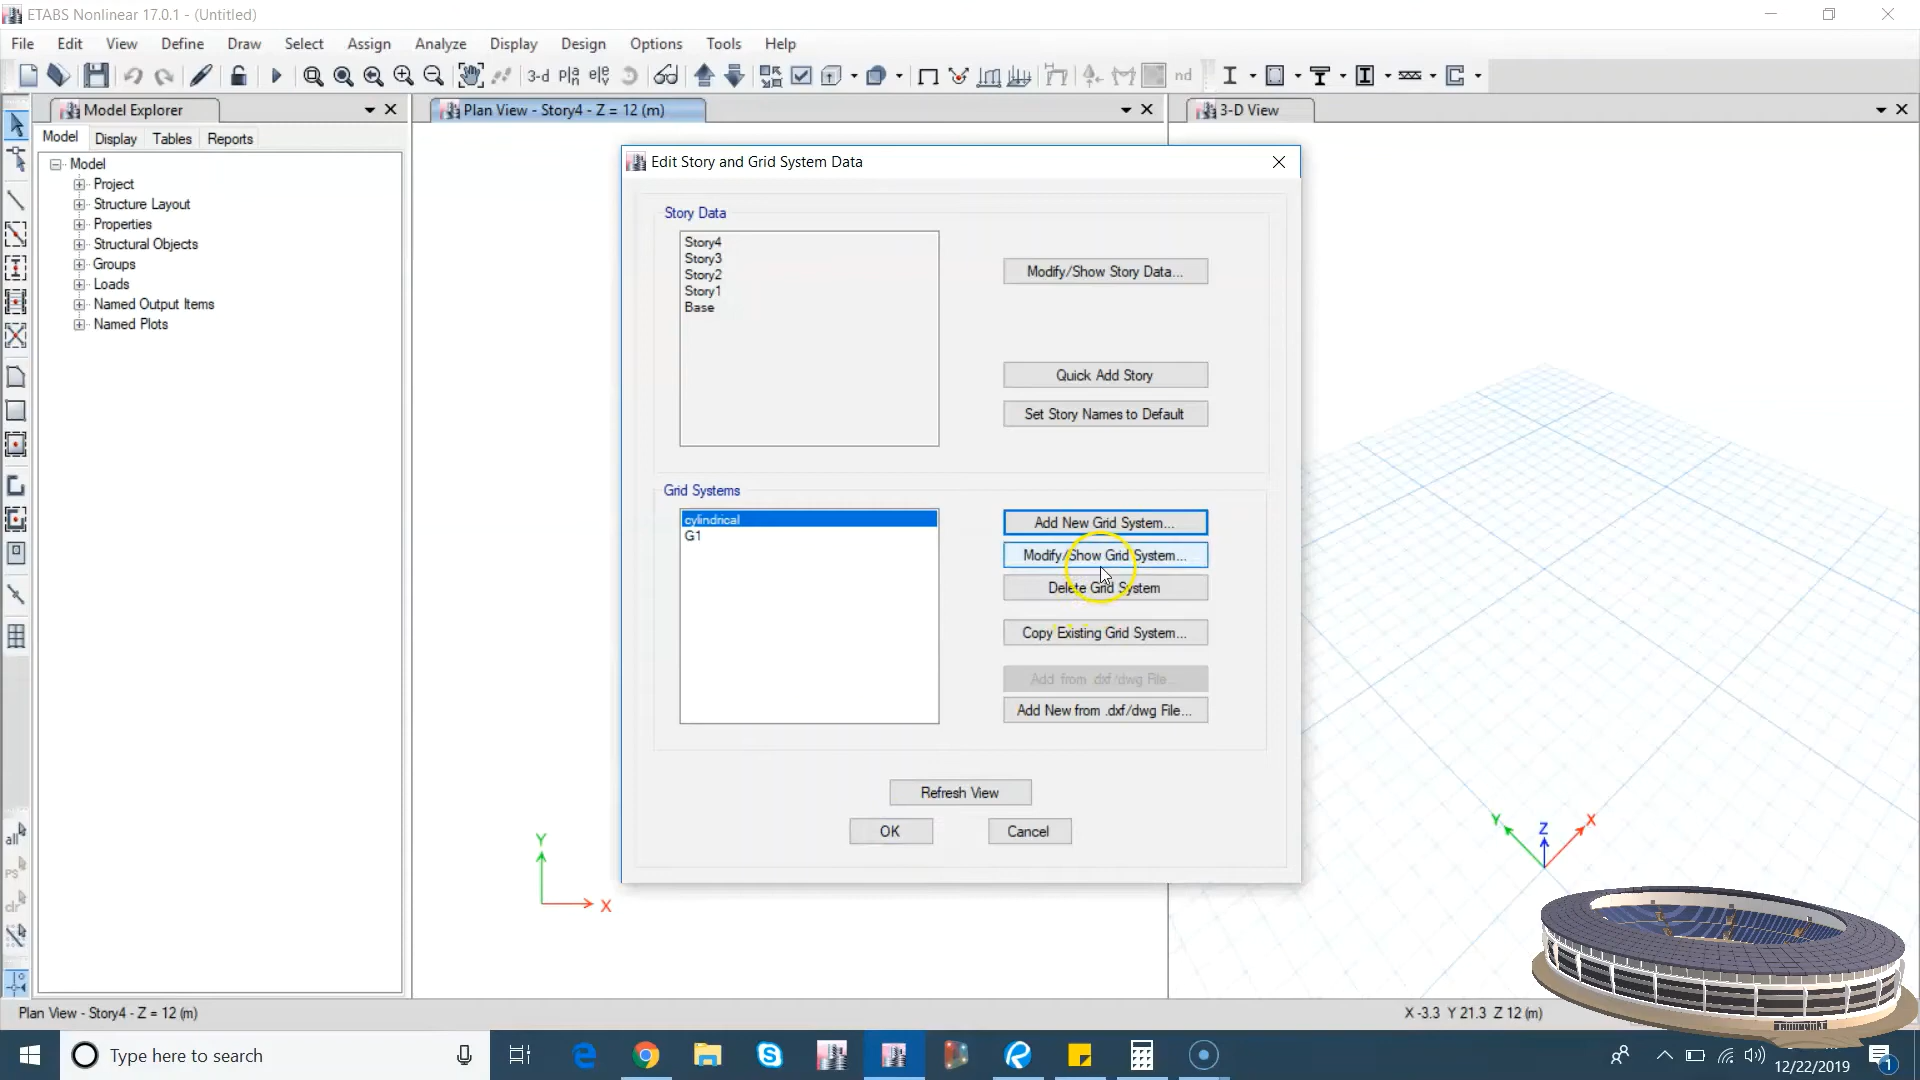 ETABS Nonlinear 17.0.1 - (Untitled)
File Edit View Define Draw Select Assign Analyze Display Design Options Tools Help
3-d nd
Model Explorer
Plan View - Story4 - Z = 12 (m)
3-D View
Model Display Tables Reports
Model
Project
Structure Layout
Properties
Structural Objects
Groups
Loads
Named Output Items
Named Plots
Edit Story and Grid System Data
Story Data
Story4
Story3
Story2
Story1
Base
Modify/Show Story Data...
Quick Add Story
Set Story Names to Default
Grid Systems
cylindrical
G1
Add New Grid System...
Modify/Show Grid System...
Delete Grid System
Copy Existing Grid System...
Add from .dxf/dwg File...
Add New from .dxf/dwg File...
Refresh View
OK Cancel
Y
X
Y Z X
all
PS
clr
Plan View - Story4 - Z = 12 (m)
X -3.3 Y 21.3 Z 12 (m)
Type here to search
12/22/2019
1